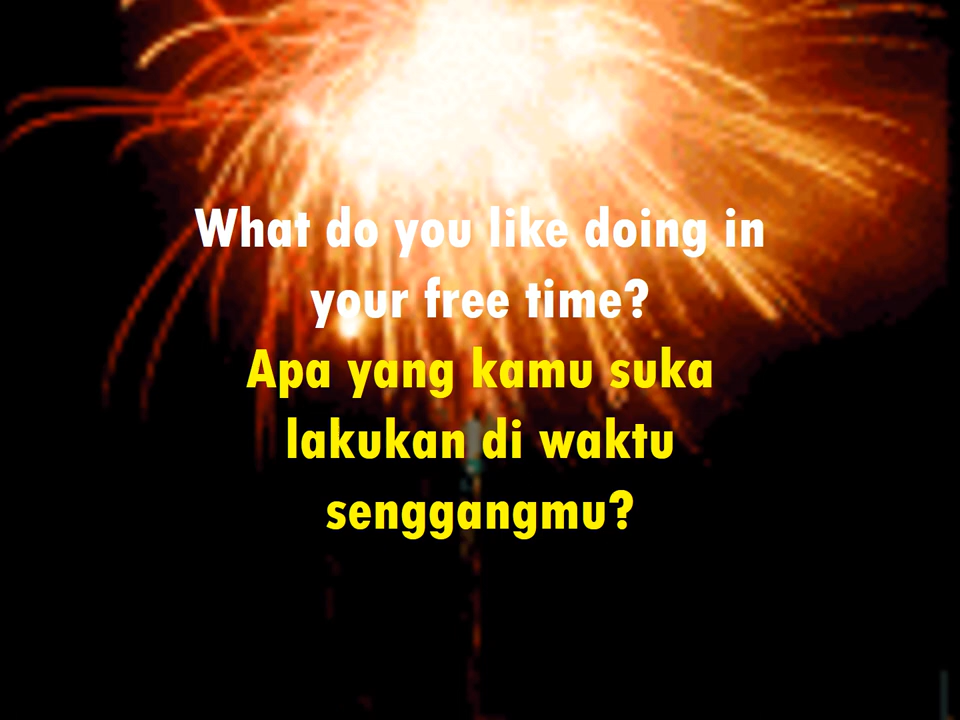 What do you like doing in
your free time?
Apa yang kamu suka
lakukan di waktu
senggangmu?